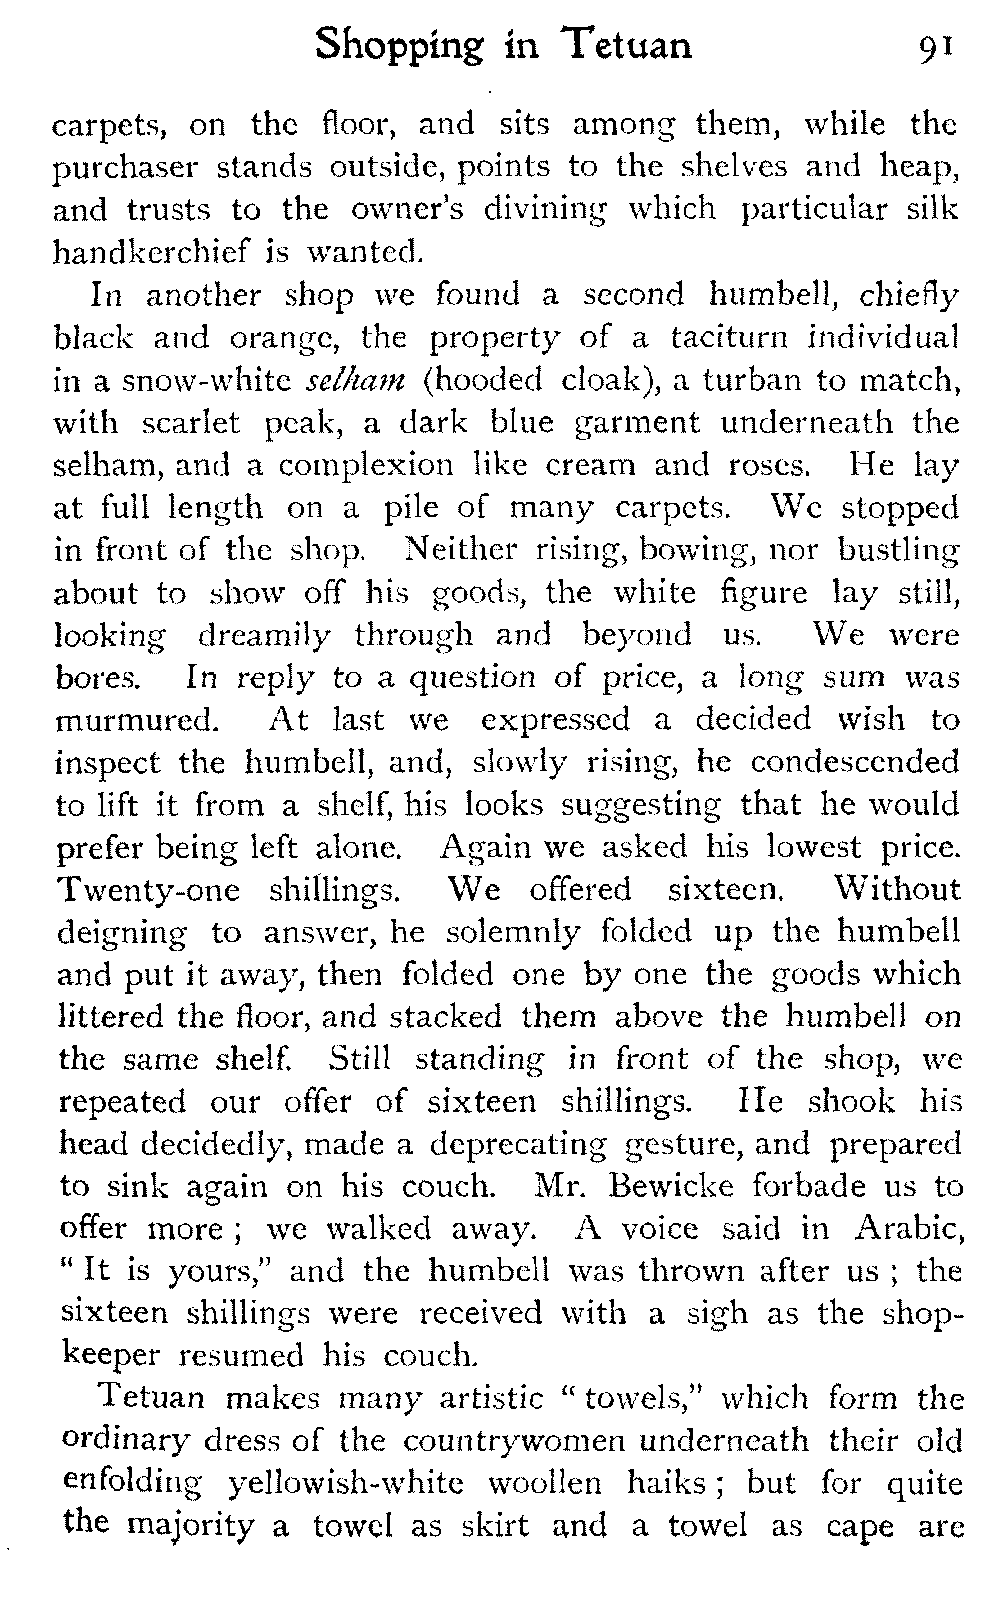 Shopping in Tetuan 91
carpets, on the floor, and sits among them, while the
purchaser stands outside, points to the shelves and heap,
and trusts to the owner's divining which particular silk
handkerchief is wanted.
In another shop we found a second humbell, chiefly
black and orange, the property of a taciturn individual
in a snow-white selham (hooded cloak), a turban to match,
with scarlet peak, a dark blue garment underneath the
selham, and a complexion like cream and roses. He lay
at full length on a pile of many carpets. We stopped
in front of the shop. Neither rising, bowing, nor bustling
about to show off his goods, the white figure lay still,
looking dreamily through and beyond us. We were
bores. In reply to a question of price, a long sum was
murmured. At last we expressed a decided wish to
inspect the humbell, and, slowly rising, he condescended
to lift it from a shelf, his looks suggesting that he would
prefer being left alone. Again we asked his lowest price.
Twenty-one shillings. We offered sixteen. Without
deigning to answer, he solemnly folded up the humbell
and put it away, then folded one by one the goods which
littered the floor, and stacked them above the humbell on
the same shelf. Still standing in front of the shop, we
repeated our offer of sixteen shillings. He shook his
head decidedly, made a deprecating gesture, and prepared
to sink again on his couch. Mr. Bewicke forbade us to
offer more ; we walked away. A voice said in Arabic,
“ It is yours,” and the humbell was thrown after us ; the
sixteen shillings were received with a sigh as the shop-
keeper resumed his couch.
Tetuan makes many artistic “ towels,” which form the
ordinary dress of the countrywomen underneath their old
enfolding yellowish-white woollen haiks ; but for quite
the majority a towel as skirt and a towel as cape are